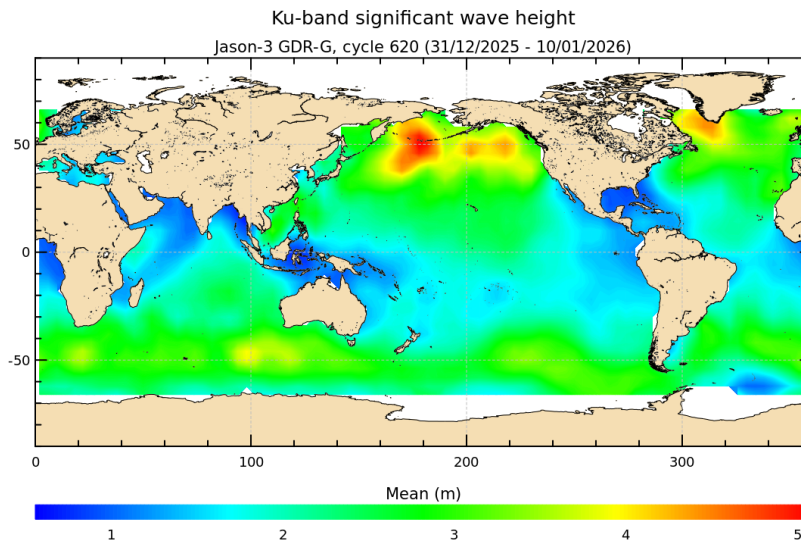 Ku-band significant wave height
Jason-3 GDR-G, cycle 620 (31/12/2025 - 10/01/2026)
50
0
-50
0 100 200 300
Mean (m)
1 2 3 4 5